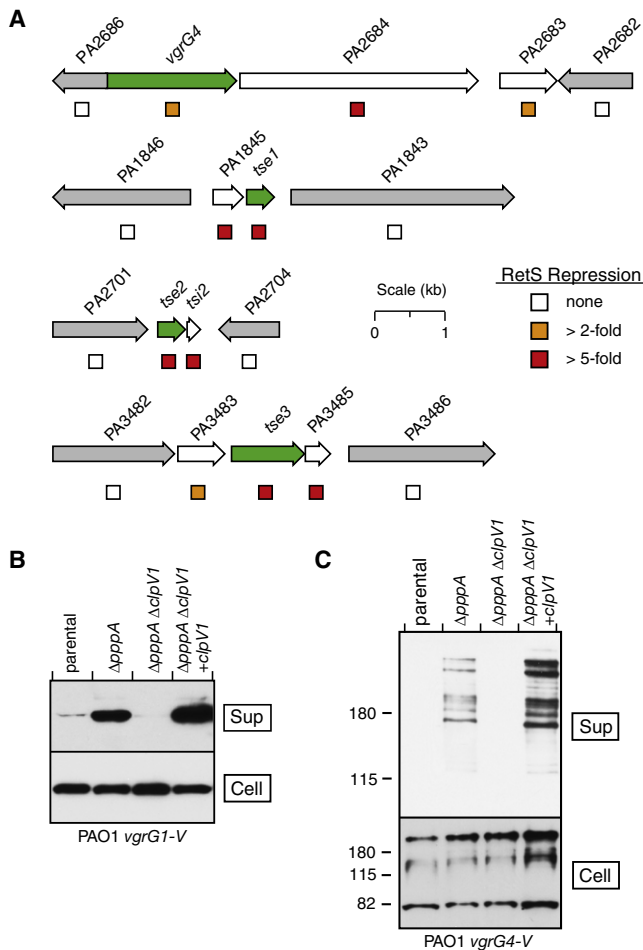 A
PA2686 vgrG4 PA2684 PA2683 PA2682
PA1846 PA1845 tse1 PA1843
PA2701 tse2 tsi2 PA2704
Scale (kb)
0 1
RetS Repression
none
> 2-fold
> 5-fold
PA3482 PA3483 tse3 PA3485 PA3486
B
parental
ΔpppA
ΔpppA ΔclpV1
ΔpppA ΔclpV1
+clpV1
Sup
Cell
PAO1 vgrG1-V
C
parental
ΔpppA
ΔpppA ΔclpV1
ΔpppA ΔclpV1
+clpV1
180
115
Sup
180
115
82
Cell
PAO1 vgrG4-V